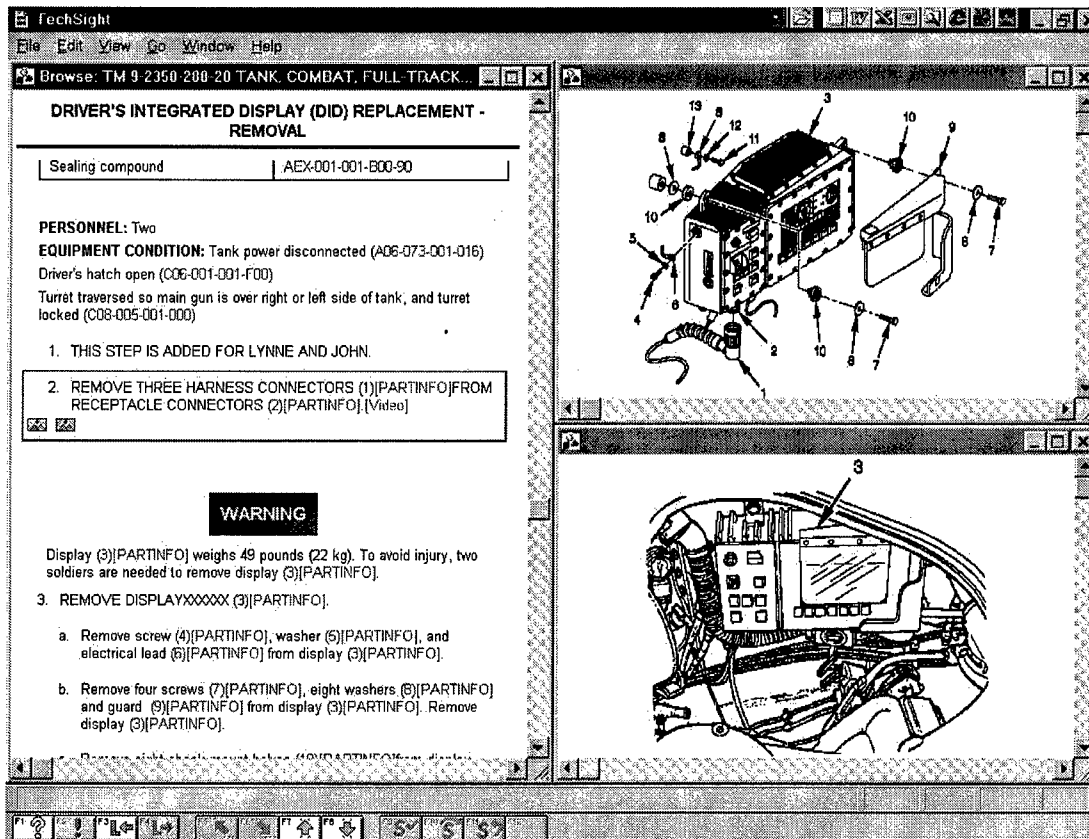 TechSight
File Edit View Go Window Help
Browse: TM 9-2350-200-20 TANK, COMBAT, FULL-TRACK...
DRIVER'S INTEGRATED DISPLAY (DID) REPLACEMENT -
REMOVAL
Sealing compound AEX-001-001-B00-90
PERSONNEL: Two
EQUIPMENT CONDITION: Tank power disconnected (A06-073-001-016)
Driver's hatch open (C06-001-001-F00)
Turret traversed so main gun is over right or left side of tank, and turret
locked (C08-005-001-000)
1. THIS STEP IS ADDED FOR LYNNE AND JOHN.
2. REMOVE THREE HARNESS CONNECTORS (1)[PARTINFO]FROM
RECEPTACLE CONNECTORS (2)[PARTINFO].[Video]
WARNING
Display (3)[PARTINFO] weighs 49 pounds (22 kg). To avoid injury, two
soldiers are needed to remove display (3)[PARTINFO].
3. REMOVE DISPLAYXXXXXX (3)[PARTINFO].
a. Remove screw (4)[PARTINFO], washer (5)[PARTINFO], and
electrical lead (6)[PARTINFO] from display (3)[PARTINFO].
b. Remove four screws (7)[PARTINFO], eight washers (8)[PARTINFO]
and guard (9)[PARTINFO] from display (3)[PARTINFO]. Remove
display (3)[PARTINFO].
13 8 12 11 3 10 9
8
10
5
4 6 2 10 8 7
8 7
1
3
F1 F3 F7 F8